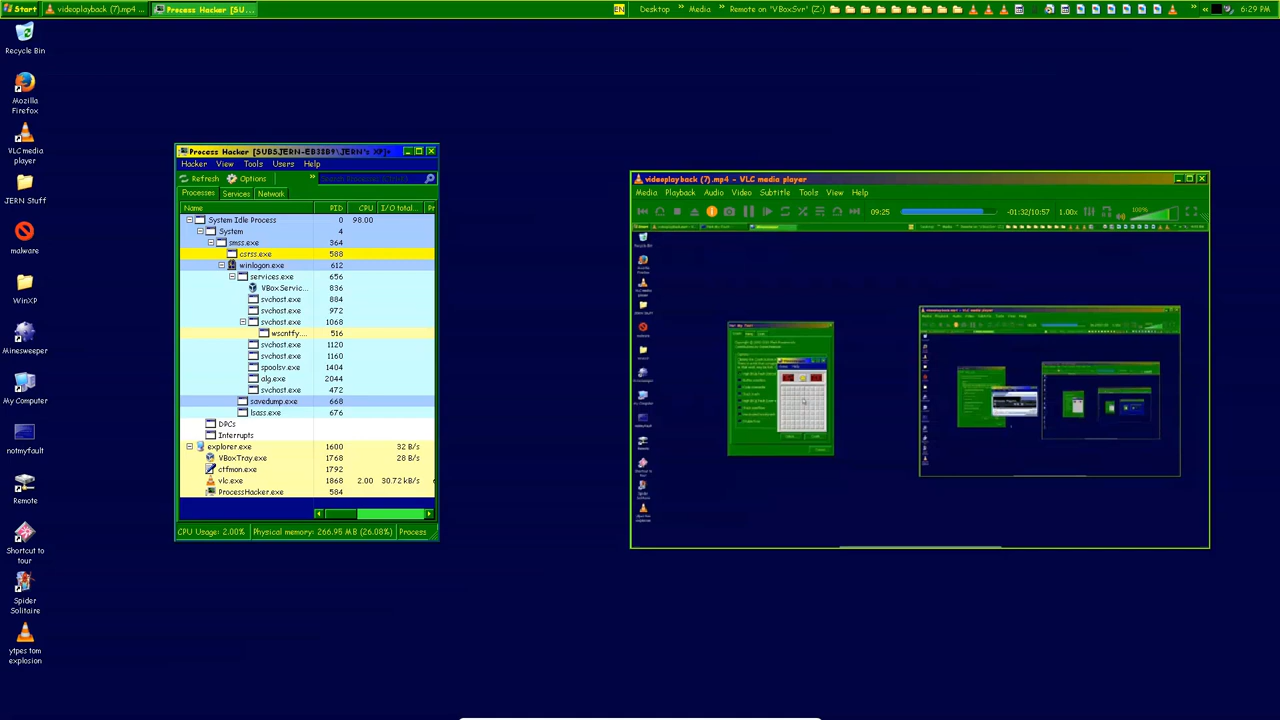 Start videoplayback (7).mp4 ... Process Hacker [SU... EN Desktop » Media » Remote on 'VBoxSvr' (Z:) » « 6:29 PM
Recycle Bin
Mozilla Firefox
VLC media player
JERN Stuff
malware
WinXP
Minesweeper
My Computer
notmyfault
Remote
Shortcut to tour
Spider Solitaire
ytpes tom explosion
Process Hacker [SUBSJERN-EB38B9\JERN's XP]+
Hacker View Tools Users Help
Refresh Options »
Processes Services Network
Name PID CPU I/O total... Pr
System Idle Process 0 98.00
System 4
smss.exe 364
csrss.exe 588
winlogon.exe 612
services.exe 656
VBoxServic... 836
svchost.exe 884
svchost.exe 972
svchost.exe 1068
wscntfy.... 516
svchost.exe 1120
svchost.exe 1160
spoolsv.exe 1404
alg.exe 2044
svchost.exe 472
savedump.exe 668
lsass.exe 676
DPCs
Interrupts
explorer.exe 1600 32 B/s
VBoxTray.exe 1768 28 B/s
ctfmon.exe 1792
vlc.exe 1868 2.00 30.72 kB/s
ProcessHacker.exe 584
CPU Usage: 2.00% Physical memory: 266.95 MB (26.08%) Process
videoplayback (7).mp4 - VLC media player
Media Playback Audio Video Subtitle Tools View Help
09:25 -01:32/10:57 1.00x 100%